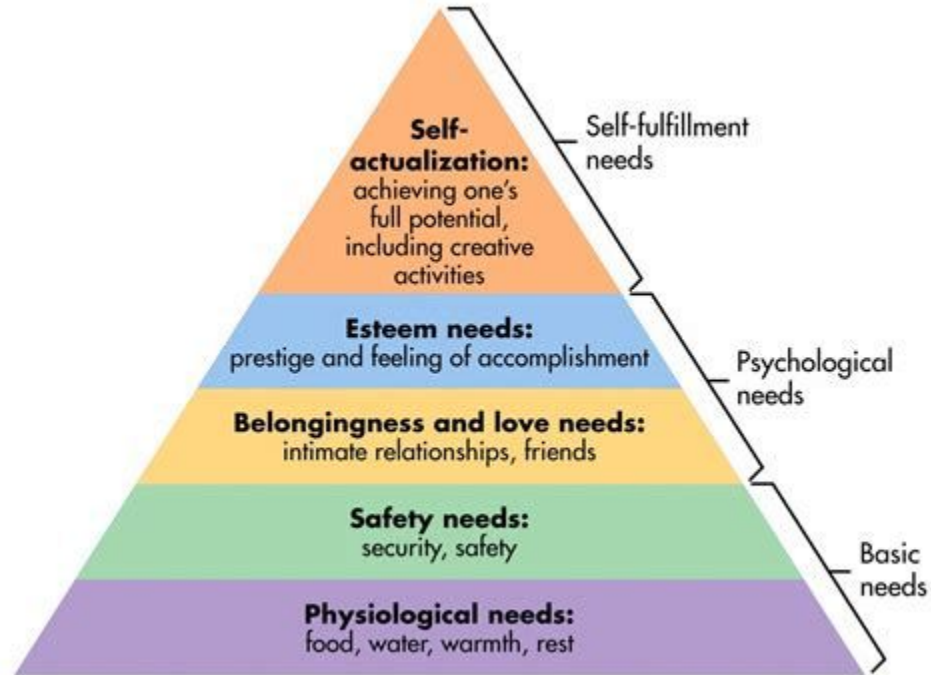 Self-
actualization:
achieving one's
full potential,
including creative
activities
Self-fulfillment
needs
Esteem needs:
prestige and feeling of accomplishment
Psychological
needs
Belongingness and love needs:
intimate relationships, friends
Safety needs:
security, safety
Basic
needs
Physiological needs:
food, water, warmth, rest